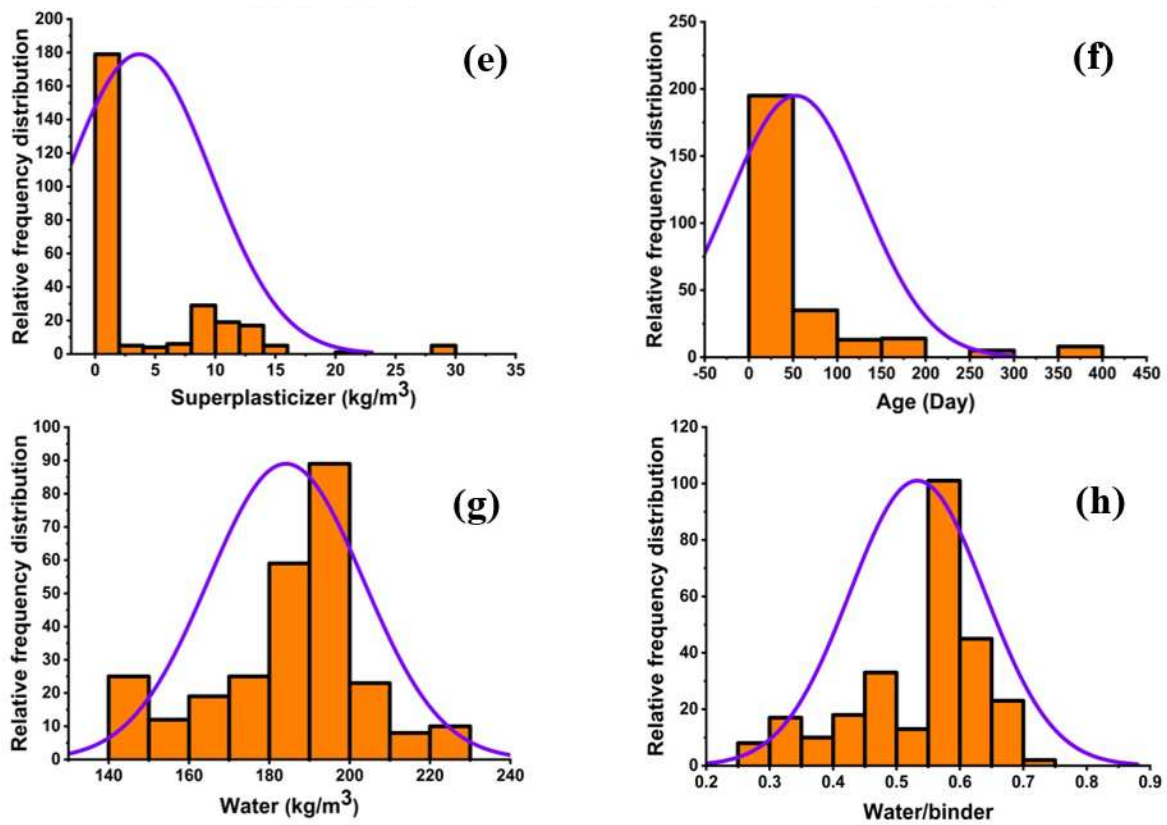 (e)
Relative frequency distribution
200
180
160
140
120
100
80
60
40
20
0
0 5 10 15 20 25 30 35
Superplasticizer (kg/m³)
(f)
Relative frequency distribution
250
200
150
100
50
0
-50 0 50 100 150 200 250 300 350 400 450
Age (Day)
(g)
Relative frequency distribution
100
90
80
70
60
50
40
30
20
10
0
140 160 180 200 220 240
Water (kg/m³)
(h)
Relative frequency distribution
120
100
80
60
40
20
0
0.2 0.3 0.4 0.5 0.6 0.7 0.8 0.9
Water/binder